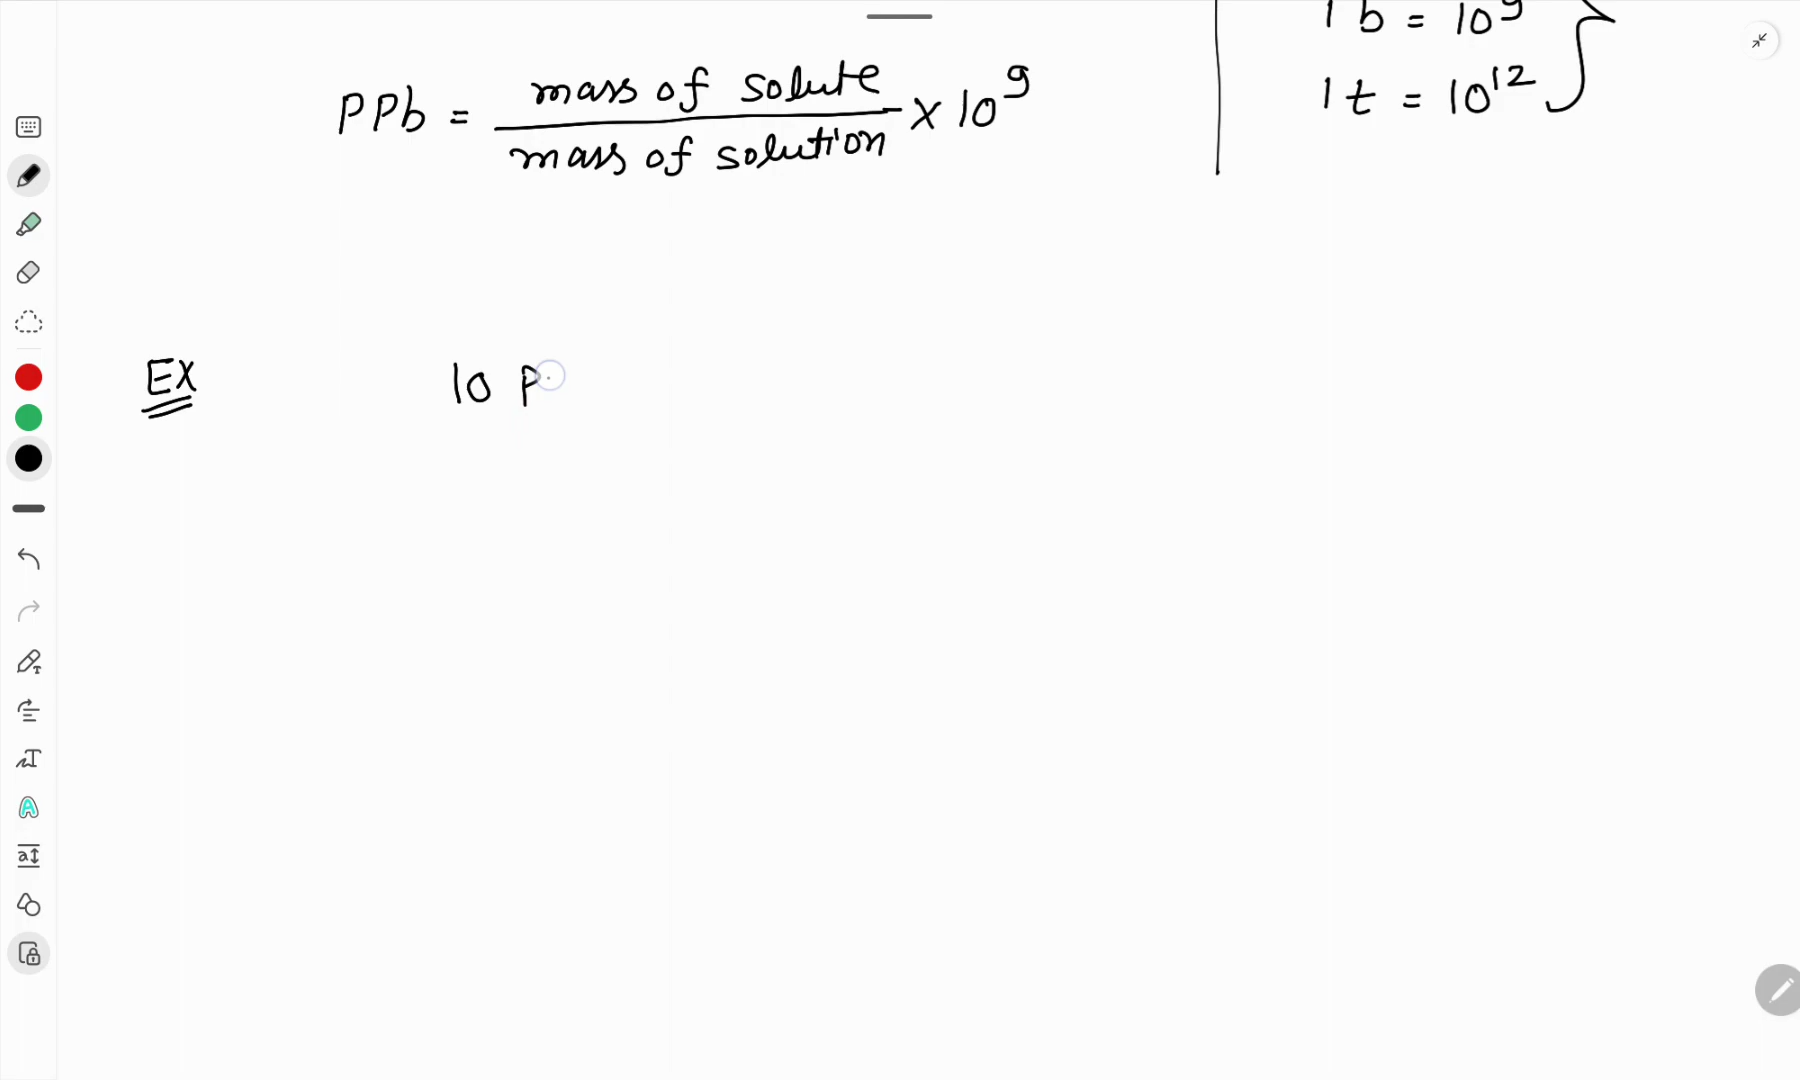 1 b = 10⁹
PPb = mass of solute / mass of solution × 10⁹
1 t = 10¹²
EX 10 P